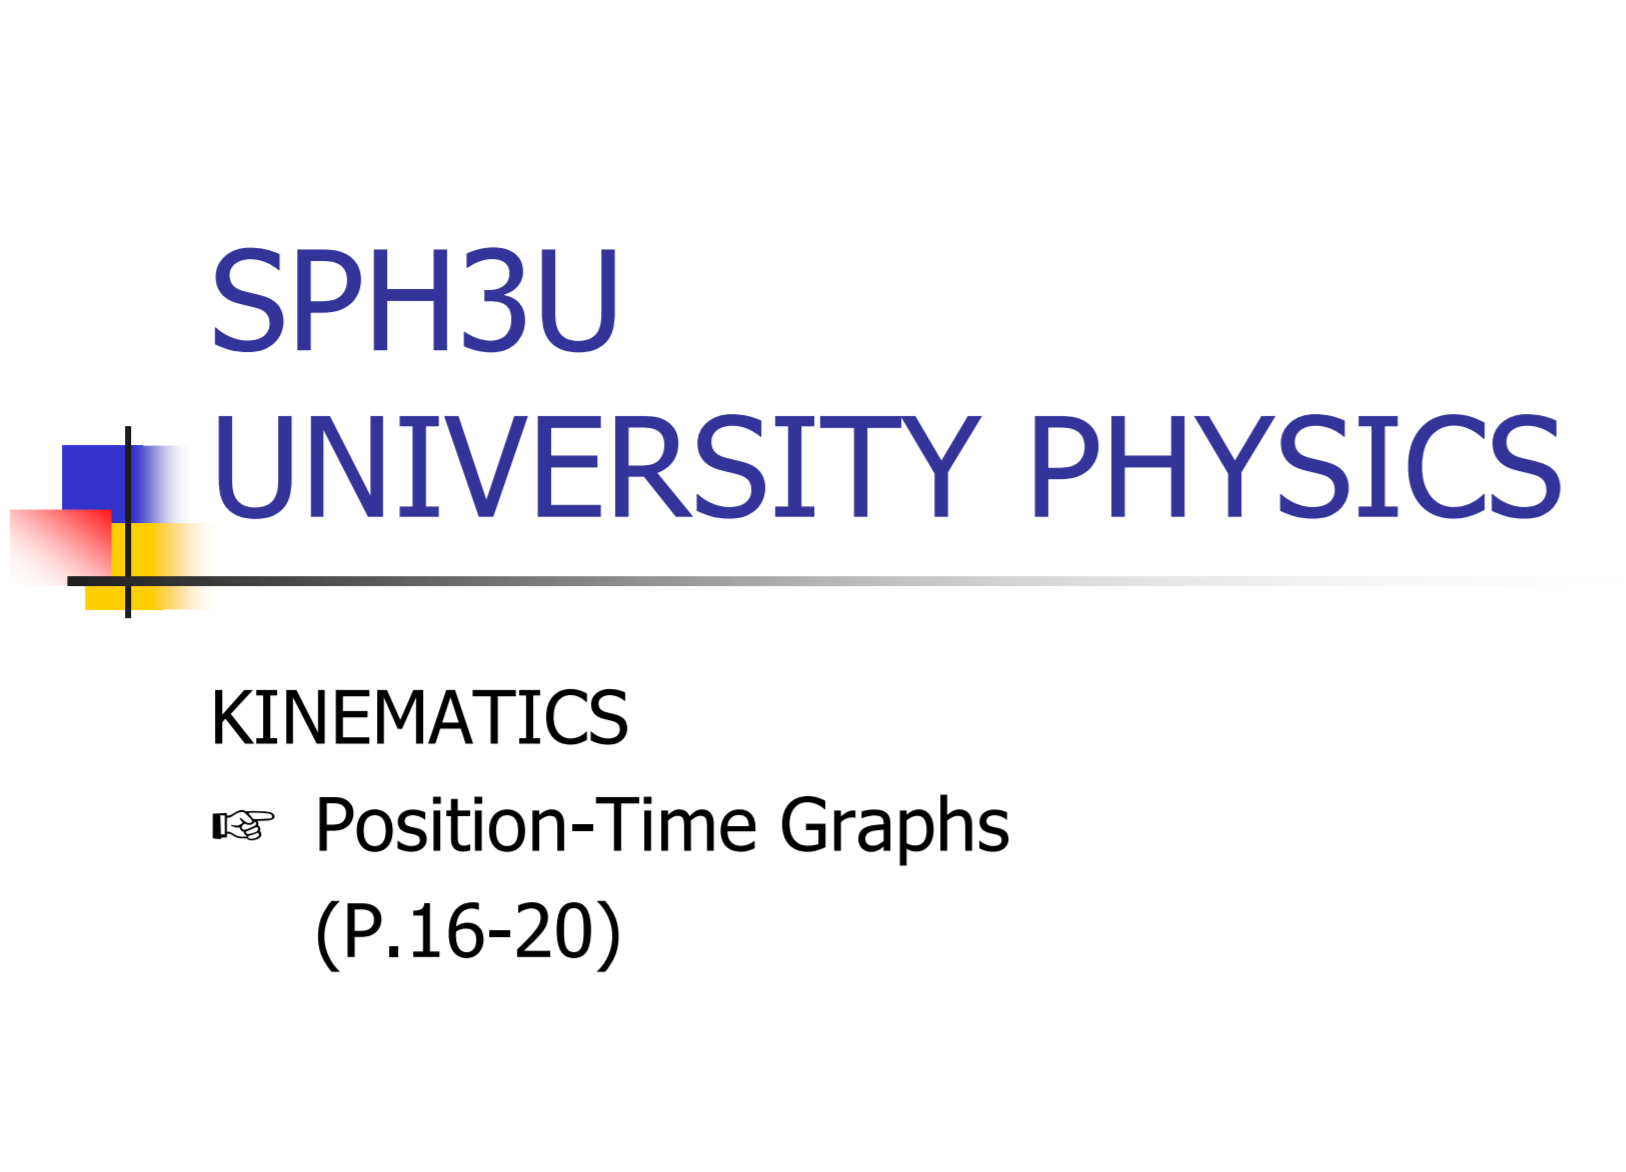 SPH3U
UNIVERSITY PHYSICS
KINEMATICS
☞ Position-Time Graphs
(P.16-20)